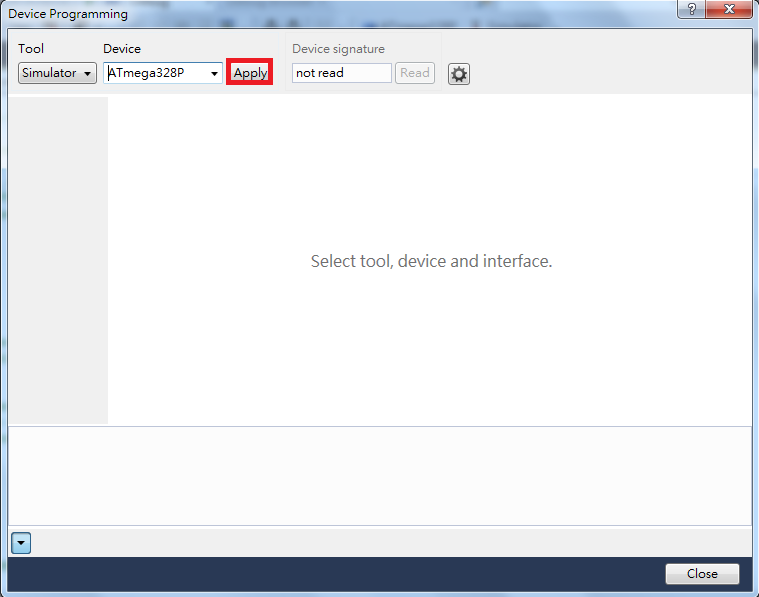 Device Programming
?
Tool Device Device signature
Simulator ATmega328P Apply not read Read
Select tool, device and interface.
Close